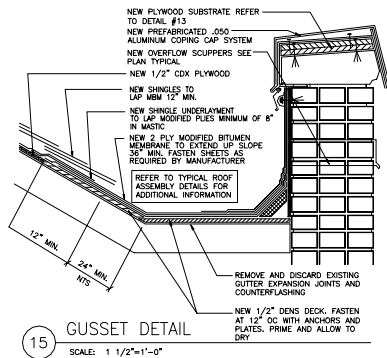 NEW PLYWOOD SUBSTRATE REFER
TO DETAIL #13
NEW PREFABRICATED .050
ALUMINUM COPING CAP SYSTEM
NEW OVERFLOW SCUPPERS SEE
PLAN TYPICAL
NEW 1/2" CDX PLYWOOD
NEW SHINGLES TO
LAP MBM 12" MIN.
NEW SHINGLE UNDERLAYMENT
TO LAP MODIFIED PLIES MINIMUM OF 8"
IN MASTIC
NEW 2 PLY MODIFIED BITUMEN
MEMBRANE TO EXTEND UP SLOPE
36" MIN. FASTEN SHEETS AS
REQUIRED BY MANUFACTURER
REFER TO TYPICAL ROOF
ASSEMBLY DETAILS FOR
ADDITIONAL INFORMATION
12" MIN.
24" MIN.
NTS
REMOVE AND DISCARD EXISTING
GUTTER EXPANSION JOINTS AND
COUNTERFLASHING
NEW 1/2" DENS DECK. FASTEN
AT 12" OC WITH ANCHORS AND
PLATES. PRIME AND ALLOW TO
DRY
15
GUSSET DETAIL
SCALE: 1 1/2"=1'-0"